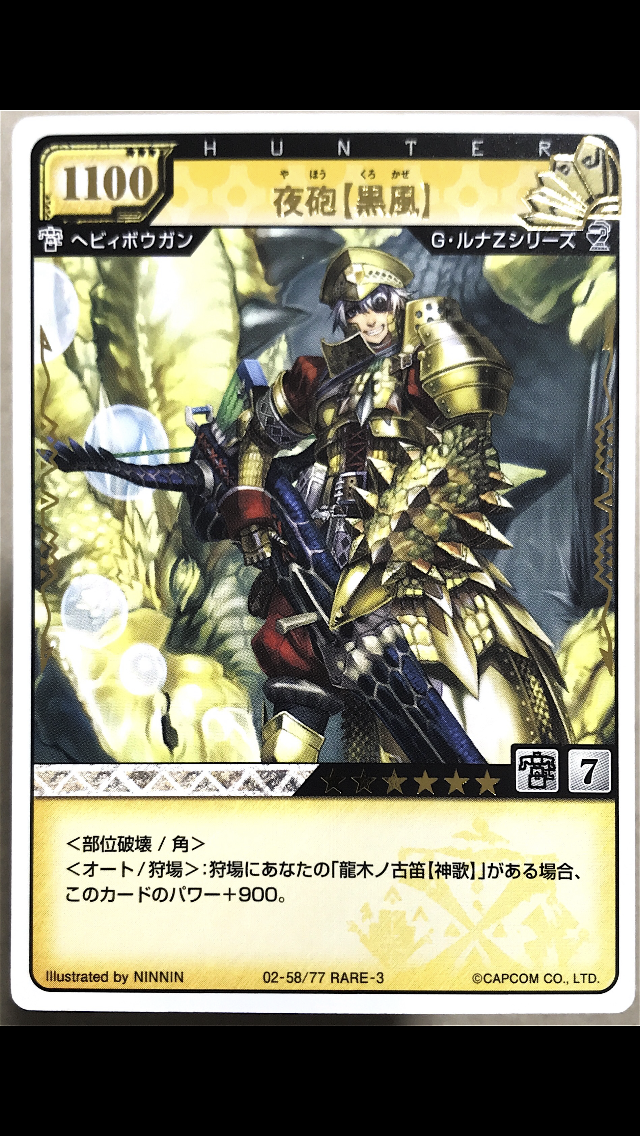 HUNTER
1100
やほう くろかぜ
夜砲【黒風】
ヘビィボウガン
G・ルナZシリーズ
7
＜部位破壊 / 角＞
＜オート / 狩場＞：狩場にあなたの「龍木ノ古笛【神歌】」がある場合、
このカードのパワー＋900。
Illustrated by NINNIN
02-58/77 RARE-3
©CAPCOM CO., LTD.